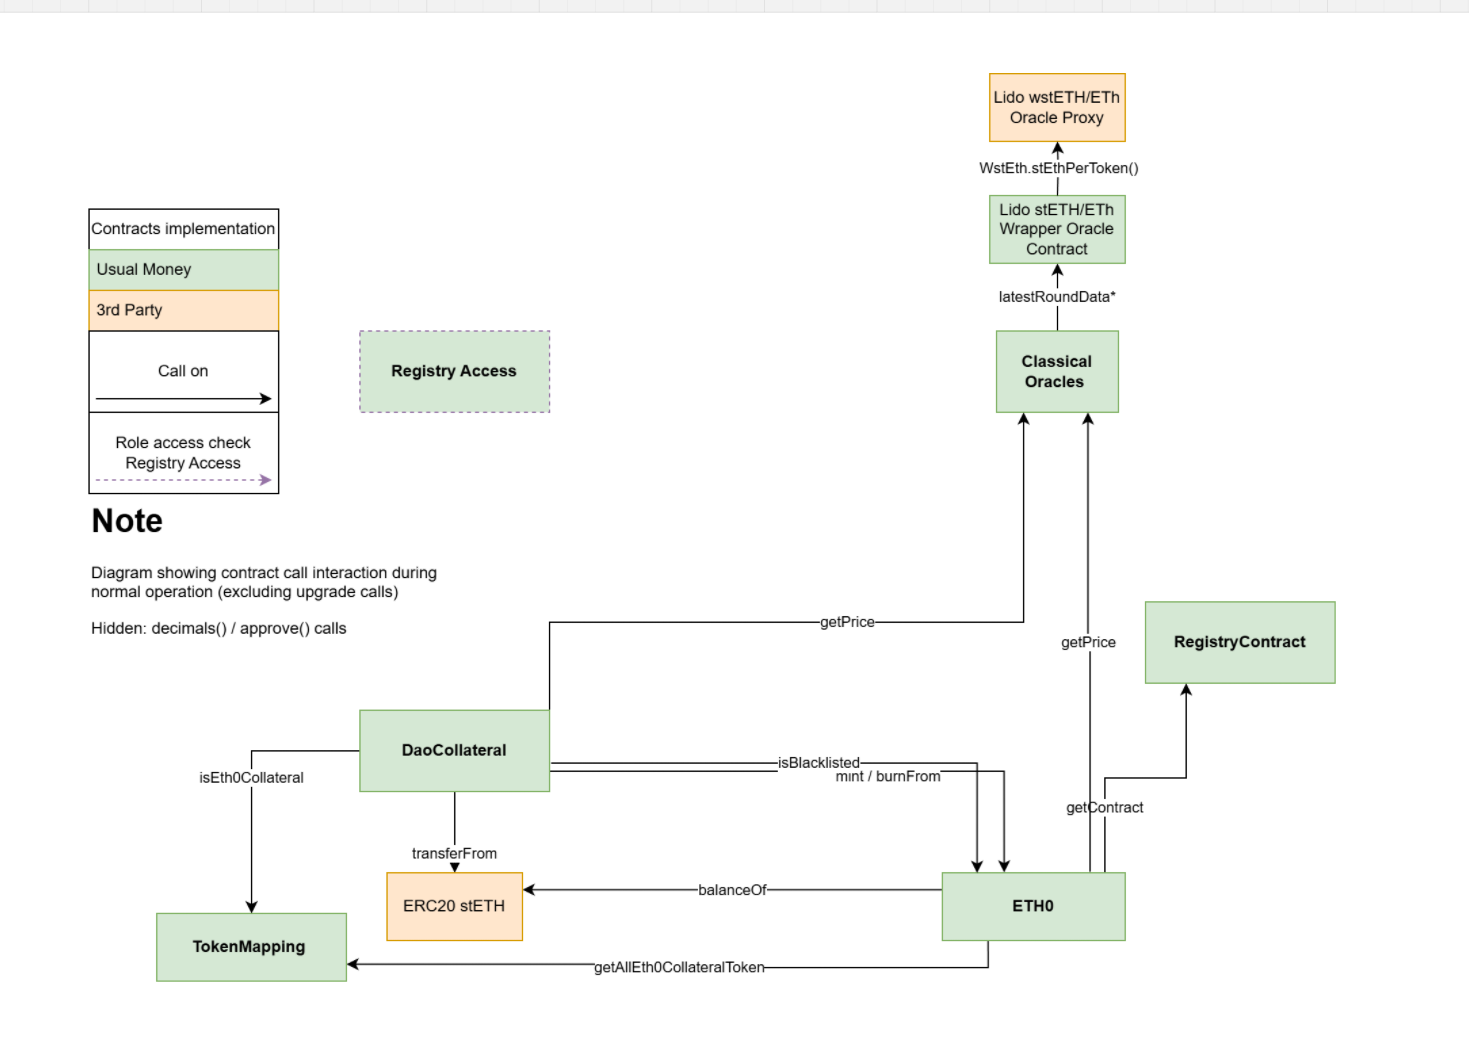 Lido wstETH/ETh
Oracle Proxy
WstEth.stEthPerToken()
Lido stETH/ETh
Wrapper Oracle
Contract
latestRoundData*
Classical
Oracles
Contracts implementation
Usual Money
3rd Party
Call on
Role access check
Registry Access
Registry Access
Note
Diagram showing contract call interaction during
normal operation (excluding upgrade calls)
Hidden: decimals() / approve() calls
getPrice
getPrice
RegistryContract
DaoCollateral
isEth0Collateral
isBlacklisted
mint / burnFrom
getContract
transferFrom
ERC20 stETH
balanceOf
ETH0
TokenMapping
getAllEth0CollateralToken